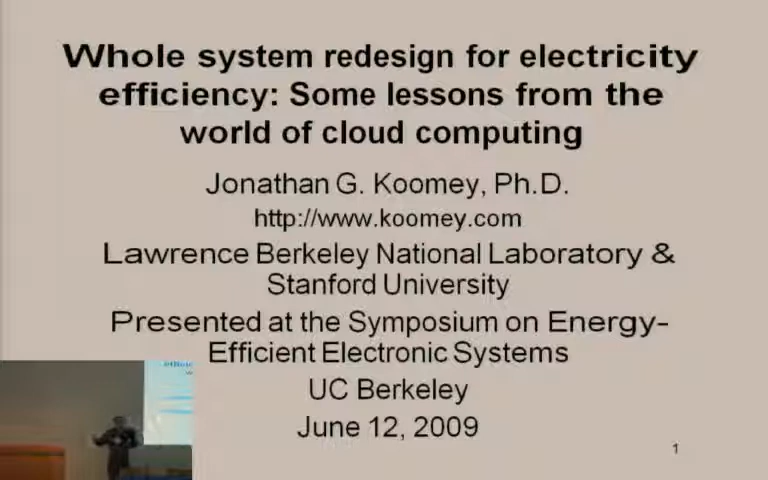 Whole system redesign for electricity
efficiency: Some lessons from the
world of cloud computing
Jonathan G. Koomey, Ph.D.
http://www.koomey.com
Lawrence Berkeley National Laboratory &
Stanford University
Presented at the Symposium on Energy-
Efficient Electronic Systems
UC Berkeley
June 12, 2009
1